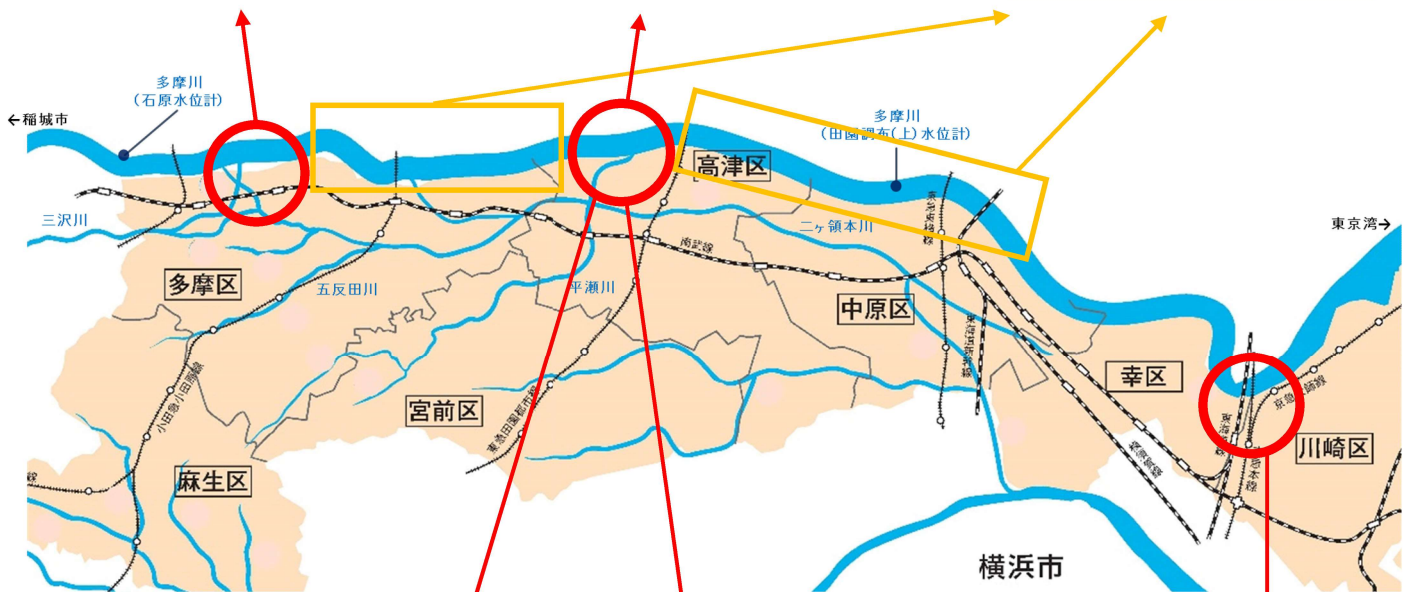 多摩川
(石原水位計)
←稲城市
多摩川
(田園調布(上)水位計)
高津区
三沢川
二ヶ領本川
東京湾→
南武線
多摩区
五反田川
平瀬川
中原区
幸区
宮前区
小田急小田原線
東急田園都市線
横須賀線
京急大師線
川崎区
麻生区
線
横浜市